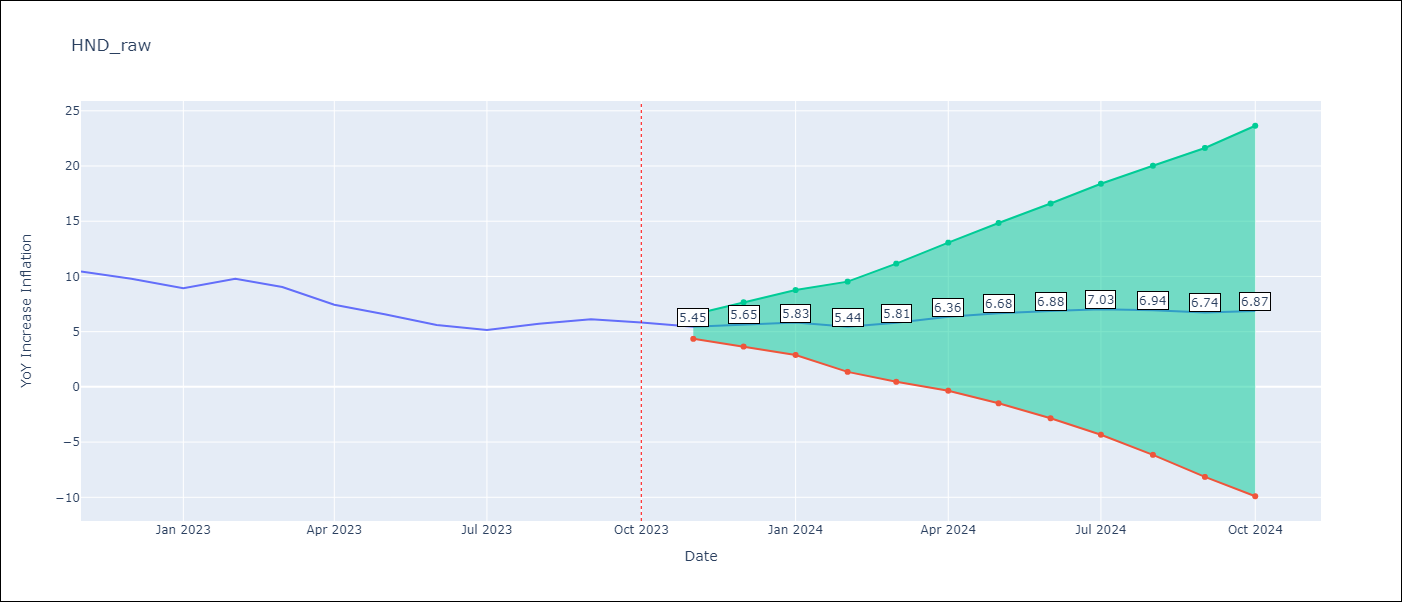 HND_raw
YoY Increase Inflation
25
20
15
10
5
0
−5
−10
5.45
5.65
5.83
5.44
5.81
6.36
6.68
6.88
7.03
6.94
6.74
6.87
Jan 2023
Apr 2023
Jul 2023
Oct 2023
Jan 2024
Apr 2024
Jul 2024
Oct 2024
Date